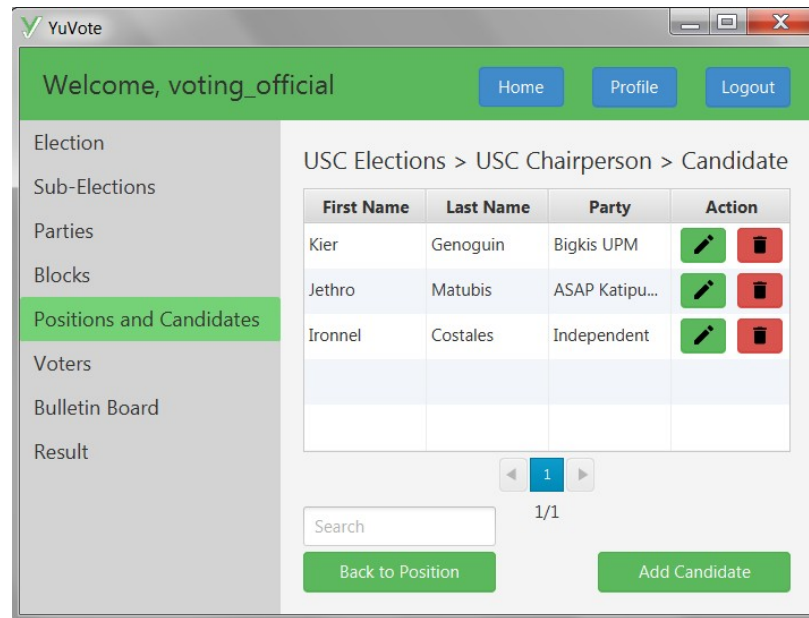 YuVote
Welcome, voting_official
Home
Profile
Logout
Election
Sub-Elections
Parties
Blocks
Positions and Candidates
Voters
Bulletin Board
Result
USC Elections > USC Chairperson > Candidate
First Name Last Name Party Action
Kier Genoguin Bigkis UPM
Jethro Matubis ASAP Katipu...
Ironnel Costales Independent
1
1/1
Search
Back to Position
Add Candidate